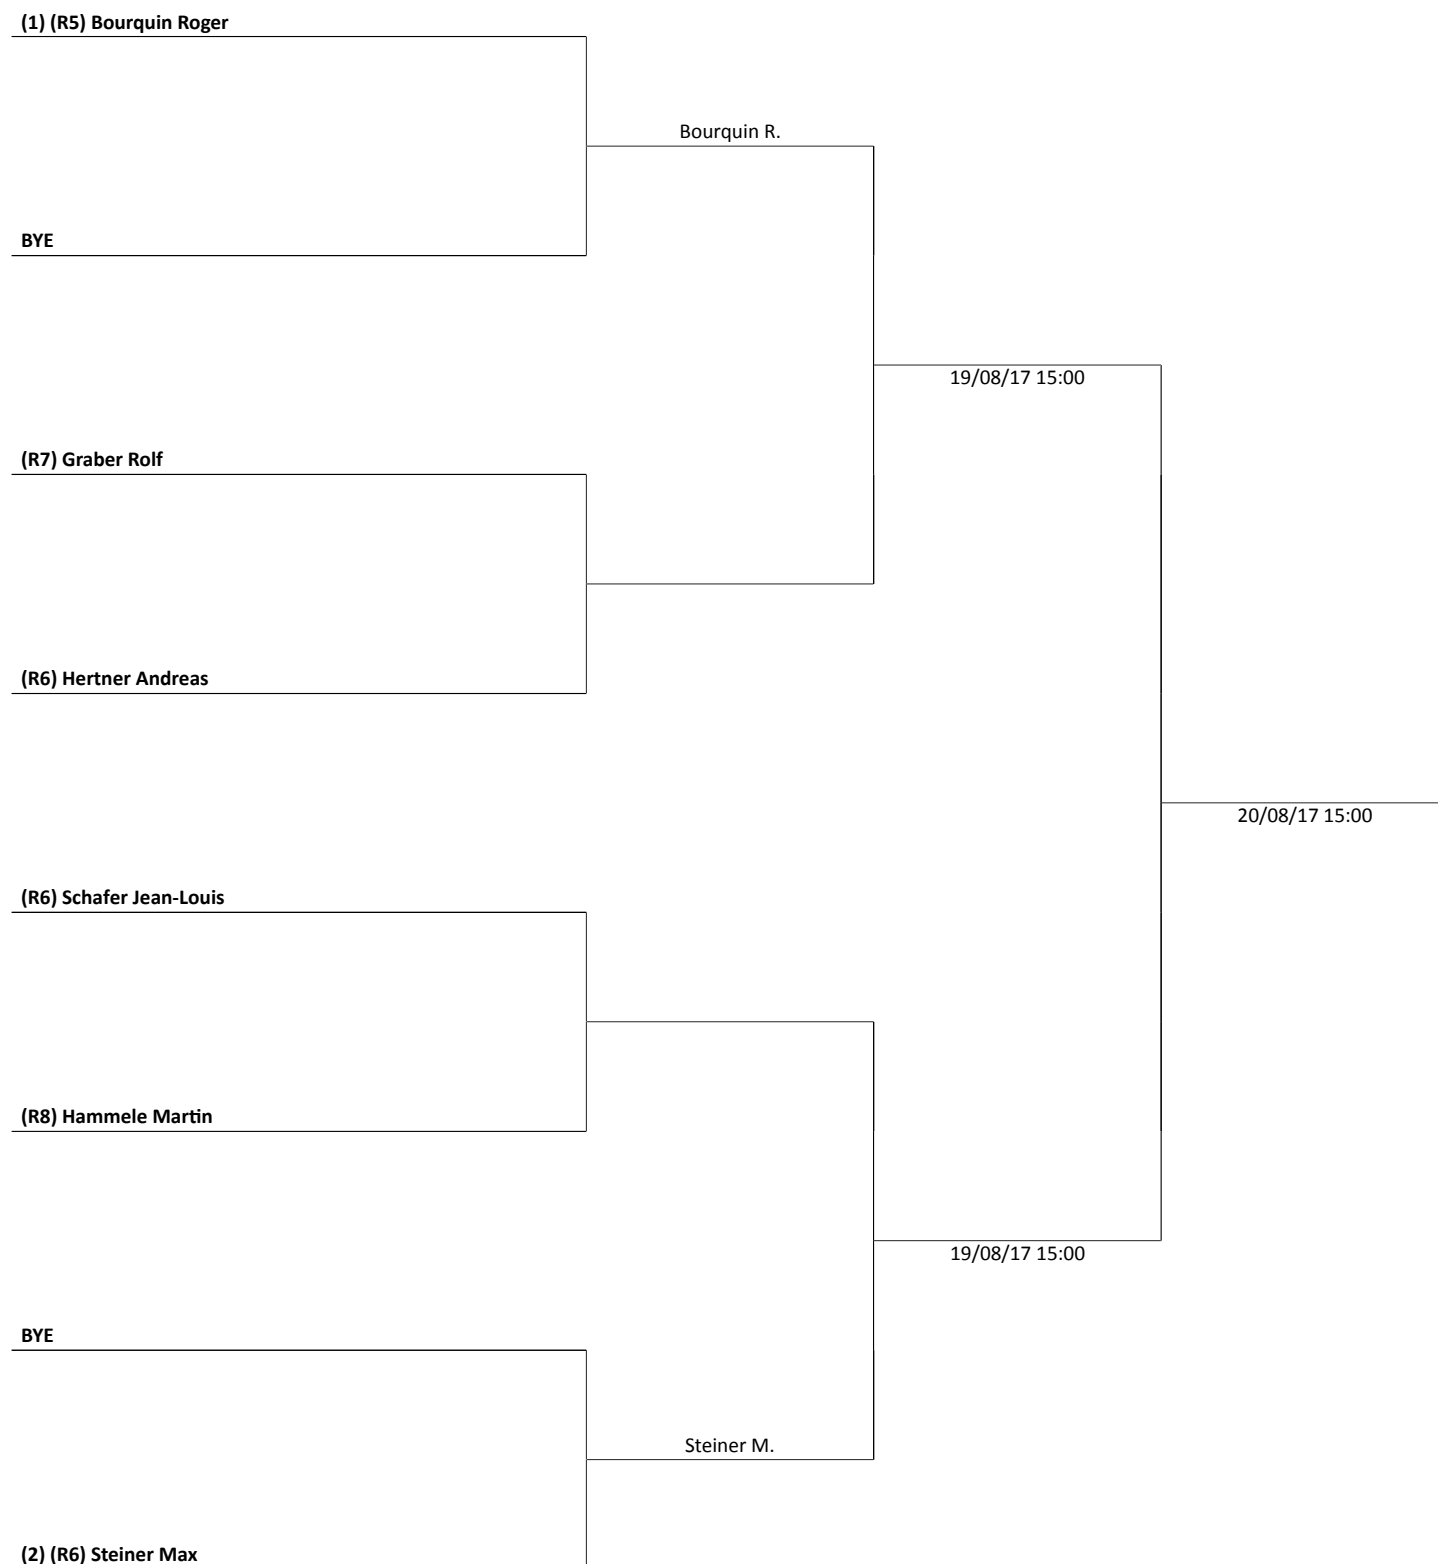 (1) (R5) Bourquin Roger
Bourquin R.
BYE
19/08/17 15:00
(R7) Graber Rolf
(R6) Hertner Andreas
20/08/17 15:00
(R6) Schafer Jean-Louis
(R8) Hammele Martin
19/08/17 15:00
BYE
Steiner M.
(2) (R6) Steiner Max